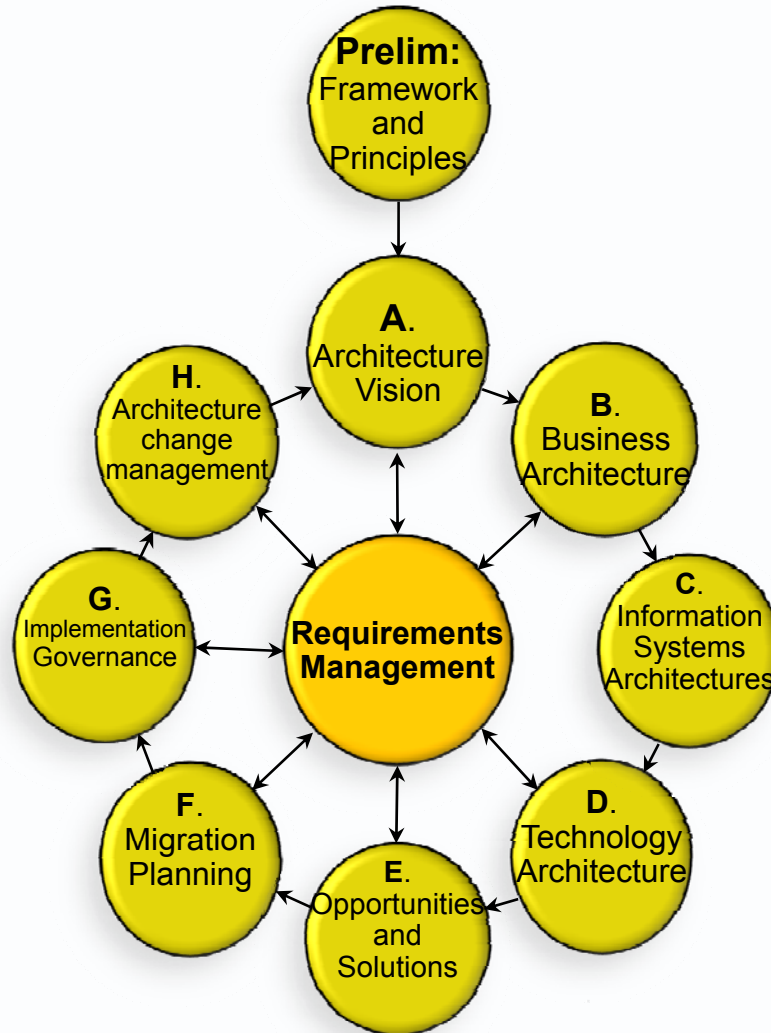 Prelim:
Framework
and
Principles
A.
Architecture
Vision
B.
Business
Architecture
C.
Information
Systems
Architectures
D.
Technology
Architecture
E.
Opportunities
and
Solutions
F.
Migration
Planning
G.
Implementation
Governance
H.
Architecture
change
management
Requirements
Management